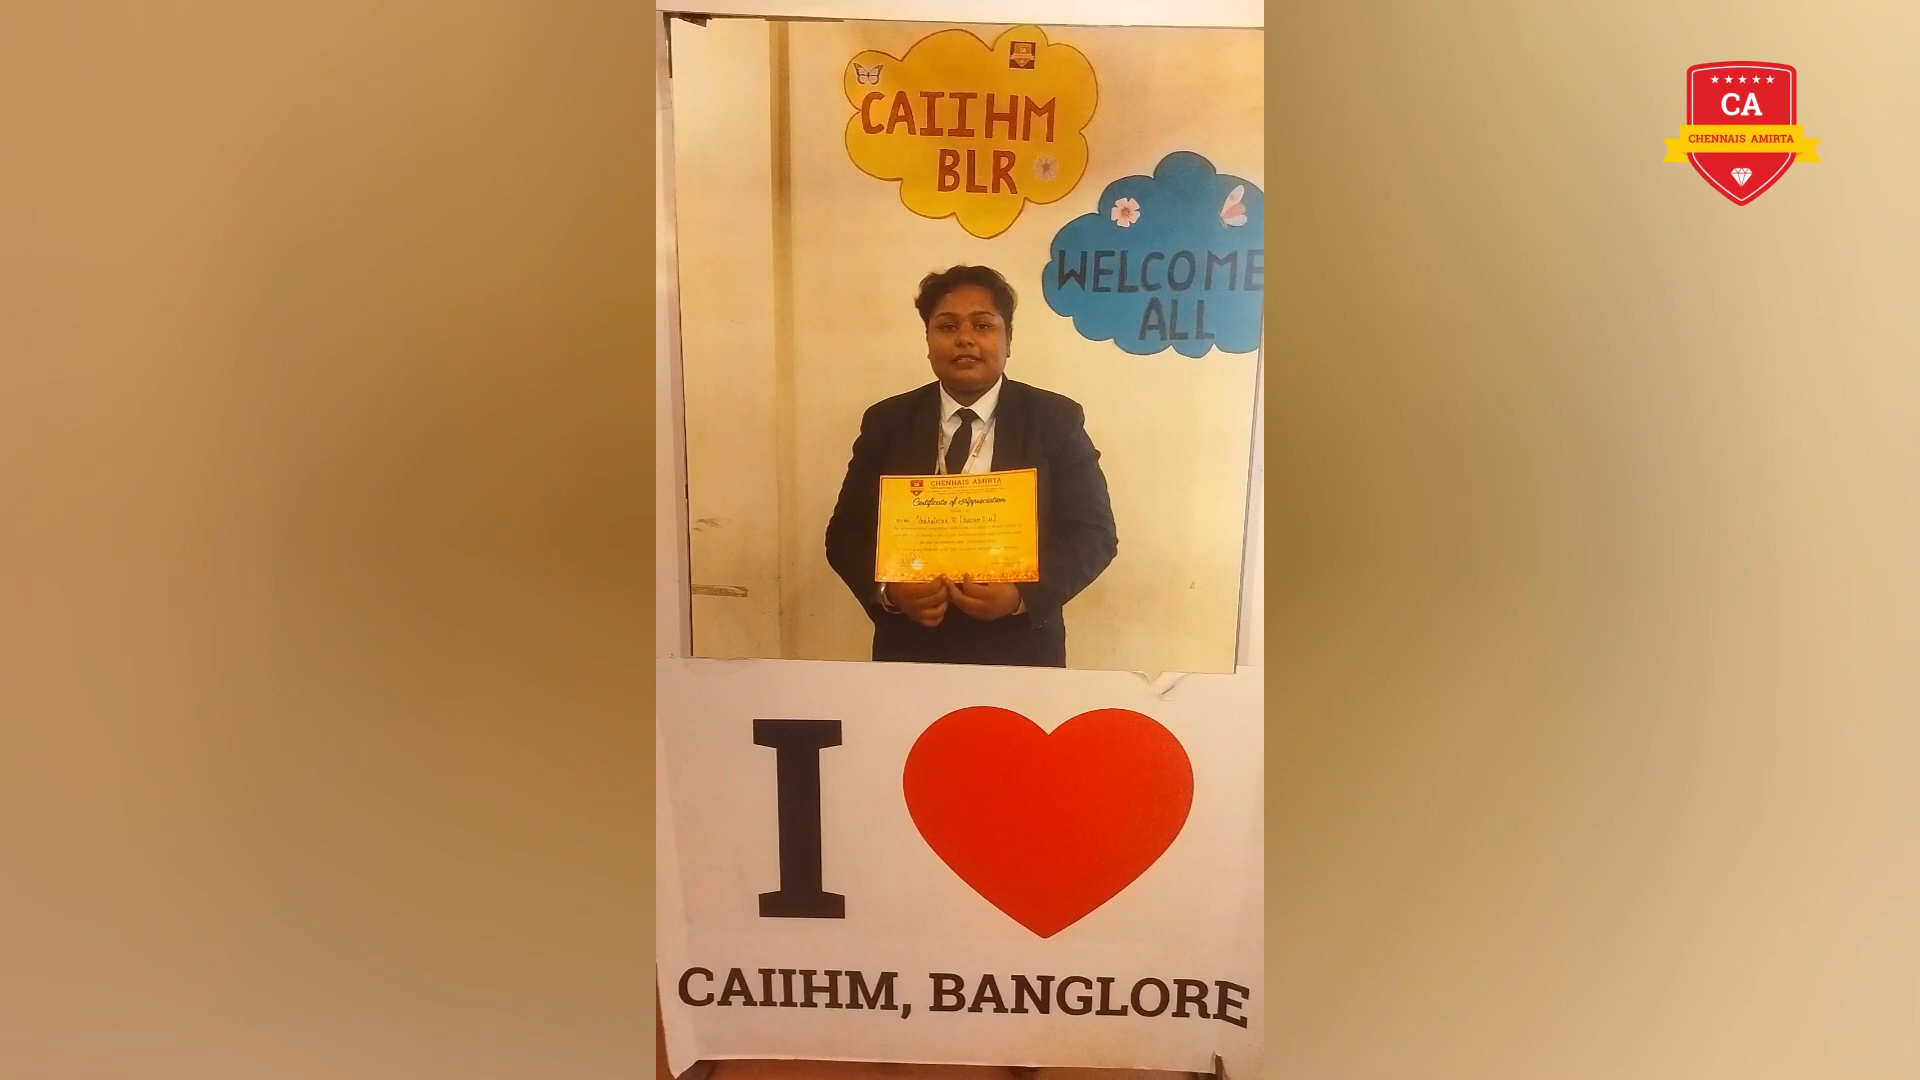 CAIIHM
BLR
WELCOME
ALL
CA
CHENNAIS AMIRTA
CHENNAIS AMIRTA
Certificate of Appreciation
I
CAIIHM, BANGLORE